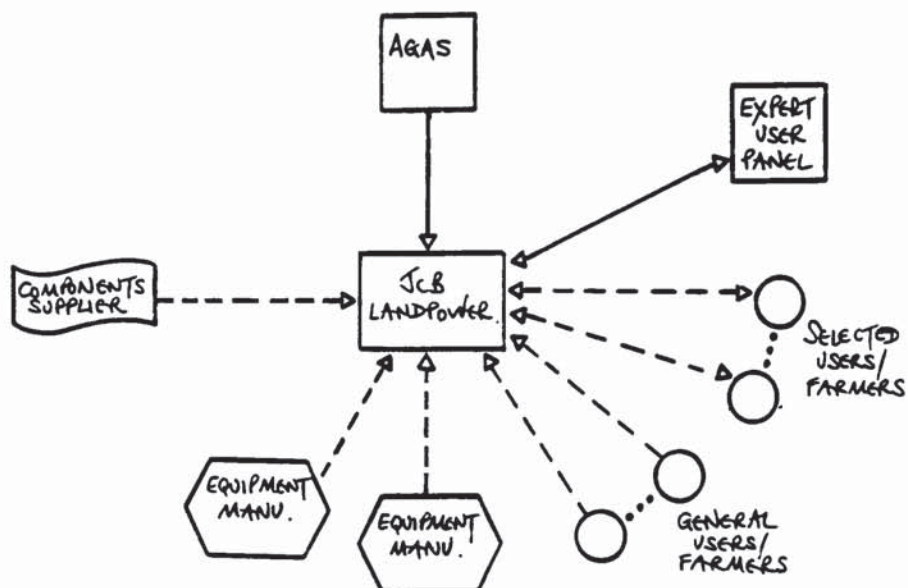 AGAS
EXPERT
USER
PANEL
COMPONENTS
SUPPLIER
JCB
LANDPOWER.
SELECTED
USERS/
FARMERS
EQUIPMENT
MANU.
EQUIPMENT
MANU.
GENERAL
USERS/
FARMERS